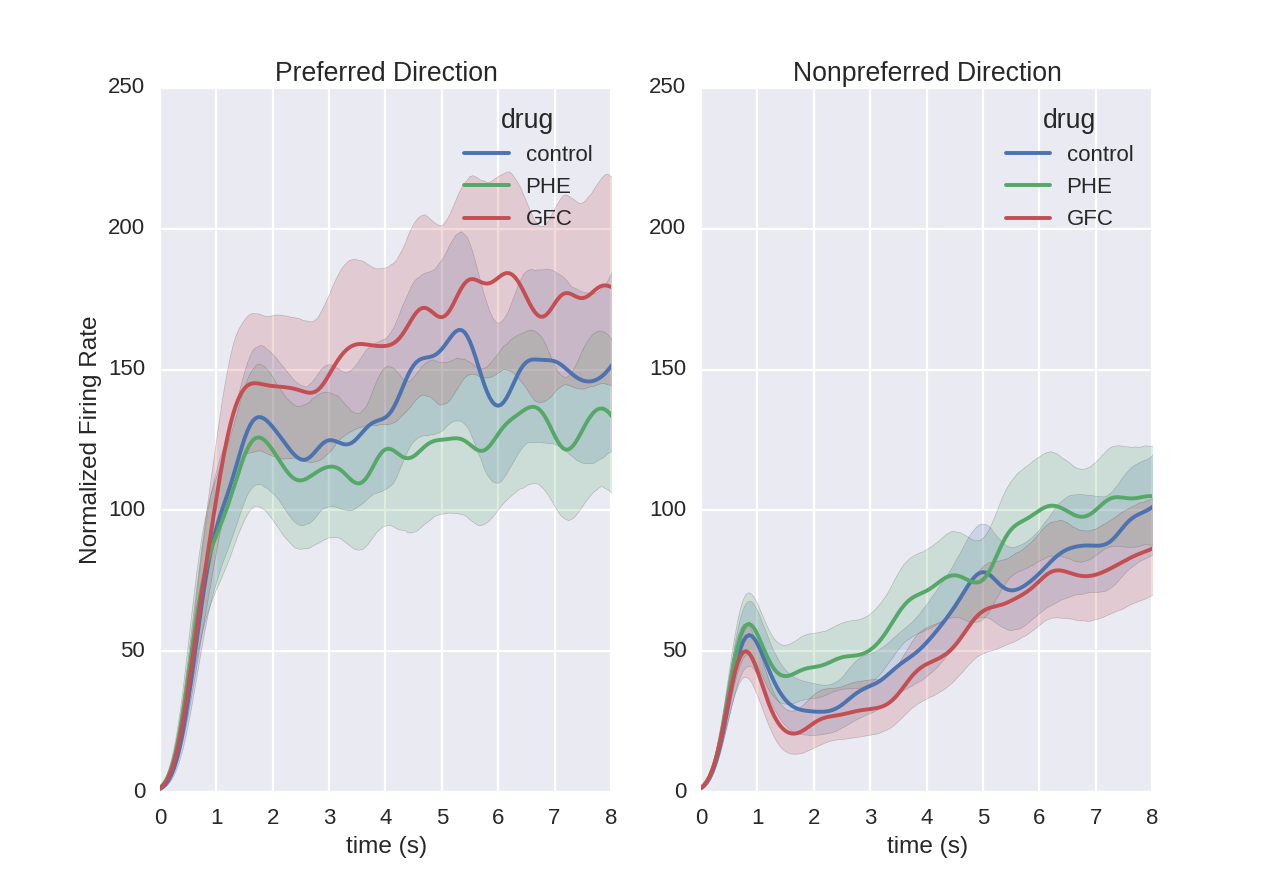 Preferred Direction
Nonpreferred Direction
Normalized Firing Rate
250
200
150
100
50
0
0 1 2 3 4 5 6 7 8
time (s)
drug
control
PHE
GFC
250
200
150
100
50
0
0 1 2 3 4 5 6 7 8
time (s)
drug
control
PHE
GFC